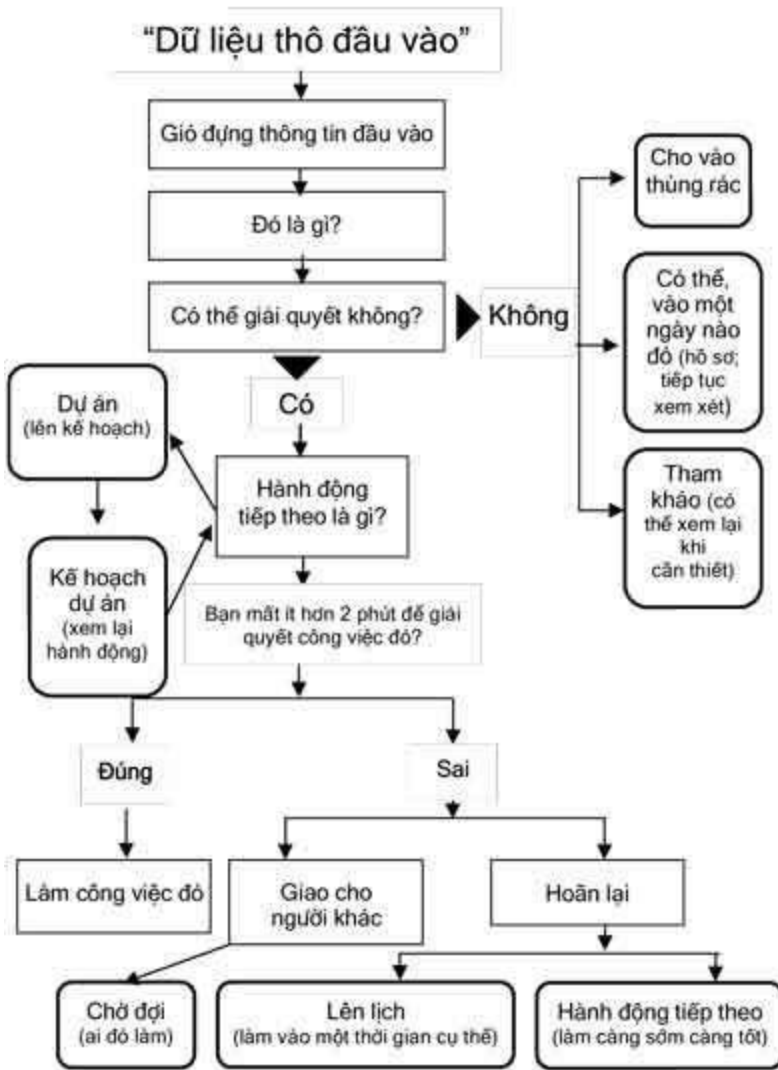 “Dữ liệu thô đầu vào”
Giỏ đựng thông tin đầu vào
Đó là gì?
Có thể giải quyết không?
Không
Cho vào
thùng rác
Có thể,
vào một
ngày nào
đó (hồ sơ;
tiếp tục
xem xét)
Tham
khảo (có
thể xem lại
khi
cần thiết)
Có
Dự án
(lên kế hoạch)
Hành động
tiếp theo là gì?
Kế hoạch
dự án
(xem lại
hành động)
Bạn mất ít hơn 2 phút để giải
quyết công việc đó?
Đúng
Sai
Làm công việc đó
Giao cho
người khác
Hoãn lại
Chờ đợi
(ai đó làm)
Lên lịch
(làm vào một thời gian cụ thể)
Hành động tiếp theo
(làm càng sớm càng tốt)